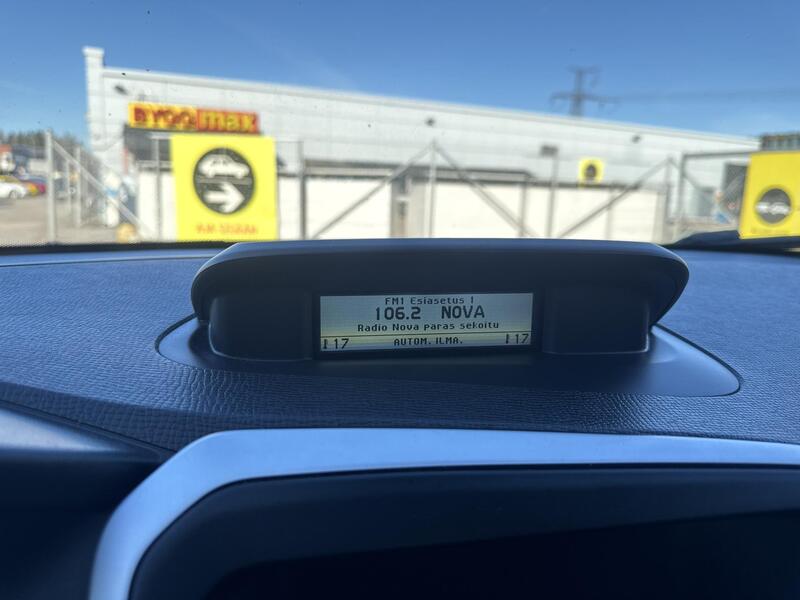 BYGGmax
FM1 Esiasetus 1
106.2 NOVA
Radio Nova paras sekoitu
17 AUTOM. ILMA. 17